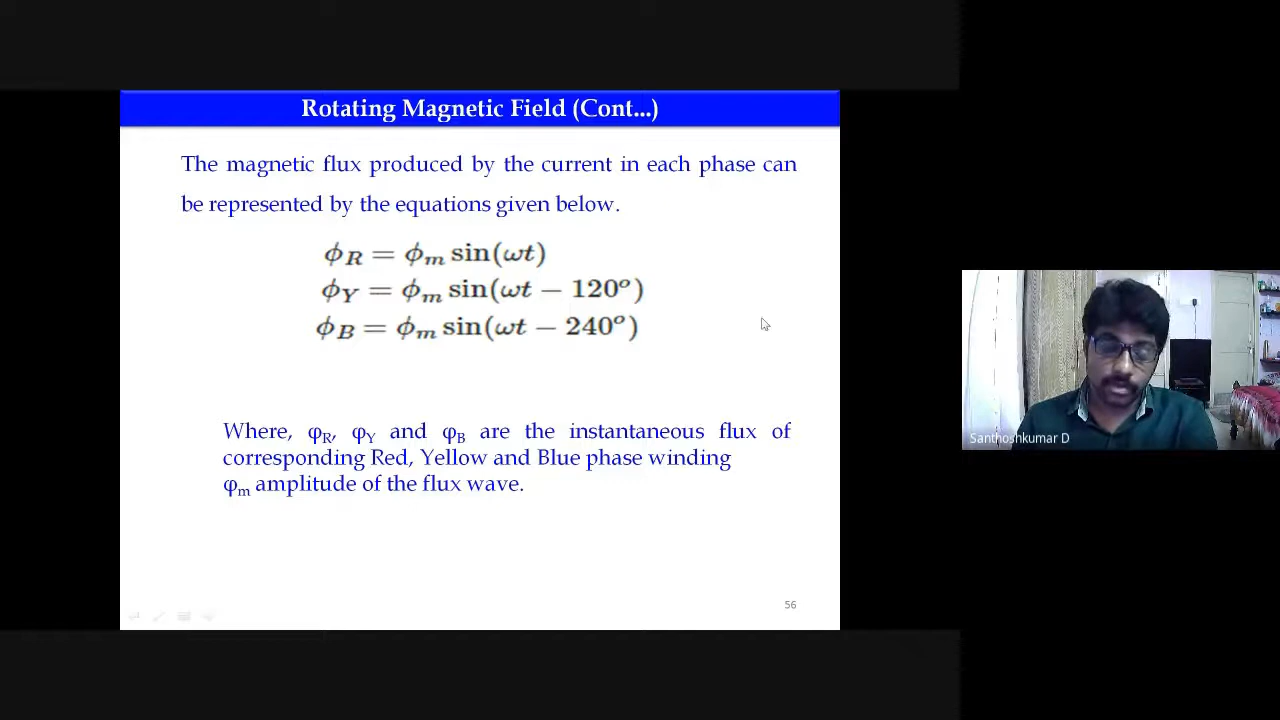 Rotating Magnetic Field (Cont...)
The magnetic flux produced by the current in each phase can
be represented by the equations given below.
ϕR = ϕm sin(ωt)
ϕY = ϕm sin(ωt − 120º)
ϕB = ϕm sin(ωt − 240º)
Where, φR, φY and φB are the instantaneous flux of
corresponding Red, Yellow and Blue phase winding
φm amplitude of the flux wave.
56
Santhoshkumar D